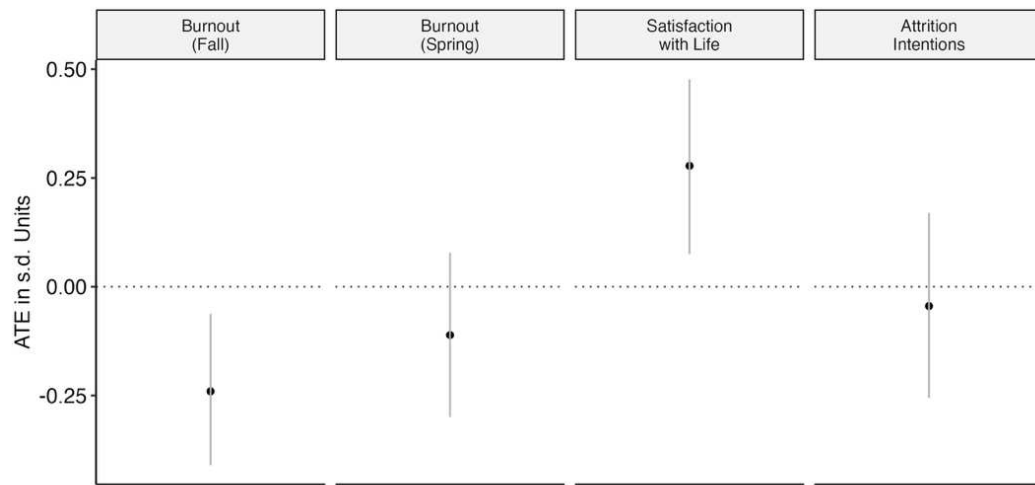 Burnout
(Fall)
Burnout
(Spring)
Satisfaction
with Life
Attrition
Intentions
0.50
0.25
0.00
-0.25
ATE in s.d. Units